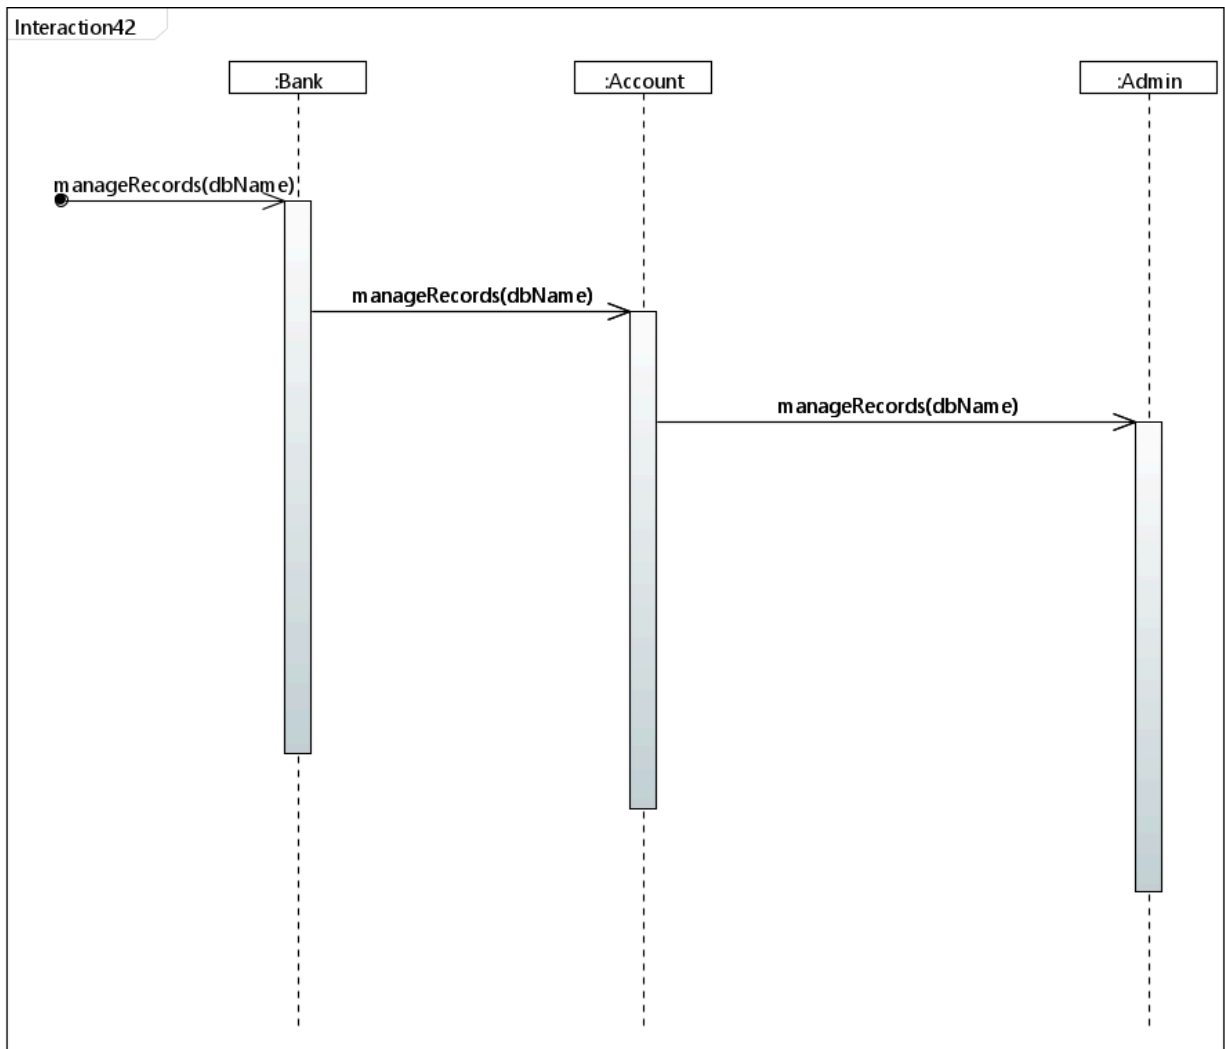 Interaction42
:Bank
:Account
:Admin
manageRecords(dbName)
manageRecords(dbName)
manageRecords(dbName)